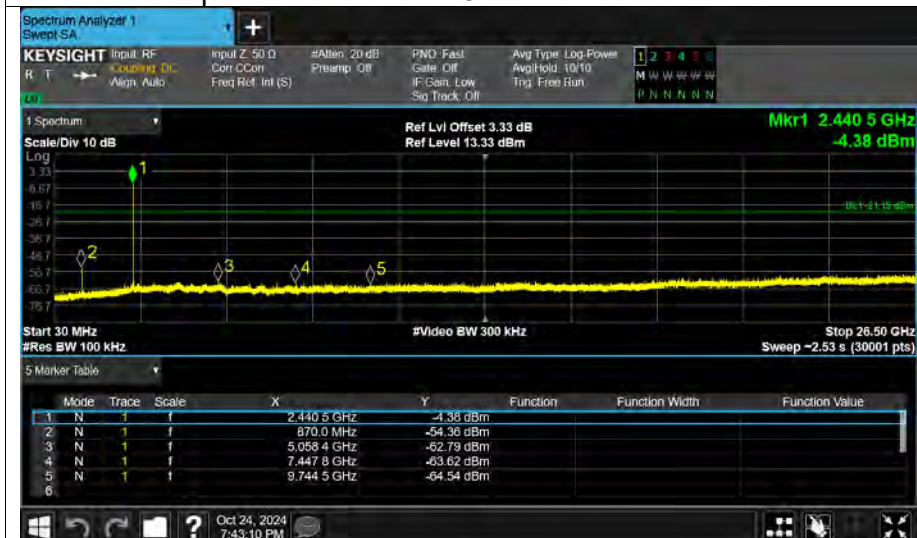 Spectrum Analyzer 1
Swept SA
+
KEYSIGHT Input: RF Input Z: 50 Ω #Atten: 20 dB PNO: Fast Avg Type: Log-Power 1 2 3 4 5 6
R T Coupling: DC Corr CCorr Preamp: Off Gate: Off Avg|Hold: 10/10 M W W W W W
Align: Auto Freq Ref: Int (S) IF Gain: Low Trig: Free Run
Sig Track: Off P N N N N N
1 Spectrum Ref Lvl Offset 3.33 dB Mkr1 2.440 5 GHz
Scale/Div 10 dB Ref Level 13.33 dBm -4.38 dBm
Log
3.33
-6.67
-16.7
-26.7
-36.7
-46.7
-56.7
-66.7
-76.7
1
2
3
4
5
Start 30 MHz #Video BW 300 kHz Stop 26.50 GHz
#Res BW 100 kHz Sweep ~2.53 s (30001 pts)
5 Marker Table
Mode Trace Scale X Y Function Function Width Function Value
1 N 1 f 2.440 5 GHz -4.38 dBm
2 N 1 f 870.0 MHz -54.36 dBm
3 N 1 f 5.058 4 GHz -62.79 dBm
4 N 1 f 7.447 8 GHz -63.62 dBm
5 N 1 f 9.744 5 GHz -64.54 dBm
6
? Oct 24, 2024
7:43:10 PM